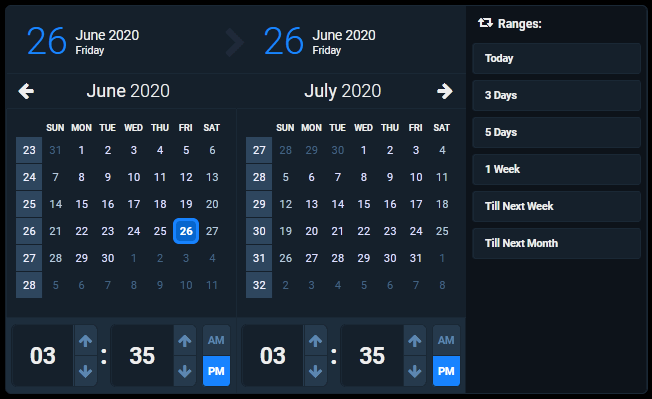 26 June 2020 Friday
26 June 2020 Friday
Ranges:
Today
3 Days
5 Days
1 Week
Till Next Week
Till Next Month
June 2020
SUN MON TUE WED THU FRI SAT
23 31 1 2 3 4 5 6
24 7 8 9 10 11 12 13
25 14 15 16 17 18 19 20
26 21 22 23 24 25 26 27
27 28 29 30 1 2 3 4
28 5 6 7 8 9 10 11
July 2020
SUN MON TUE WED THU FRI SAT
27 28 29 30 1 2 3 4
28 5 6 7 8 9 10 11
29 12 13 14 15 16 17 18
30 19 20 21 22 23 24 25
31 26 27 28 29 30 31 1
32 2 3 4 5 6 7 8
03 : 35 AM PM
03 : 35 AM PM